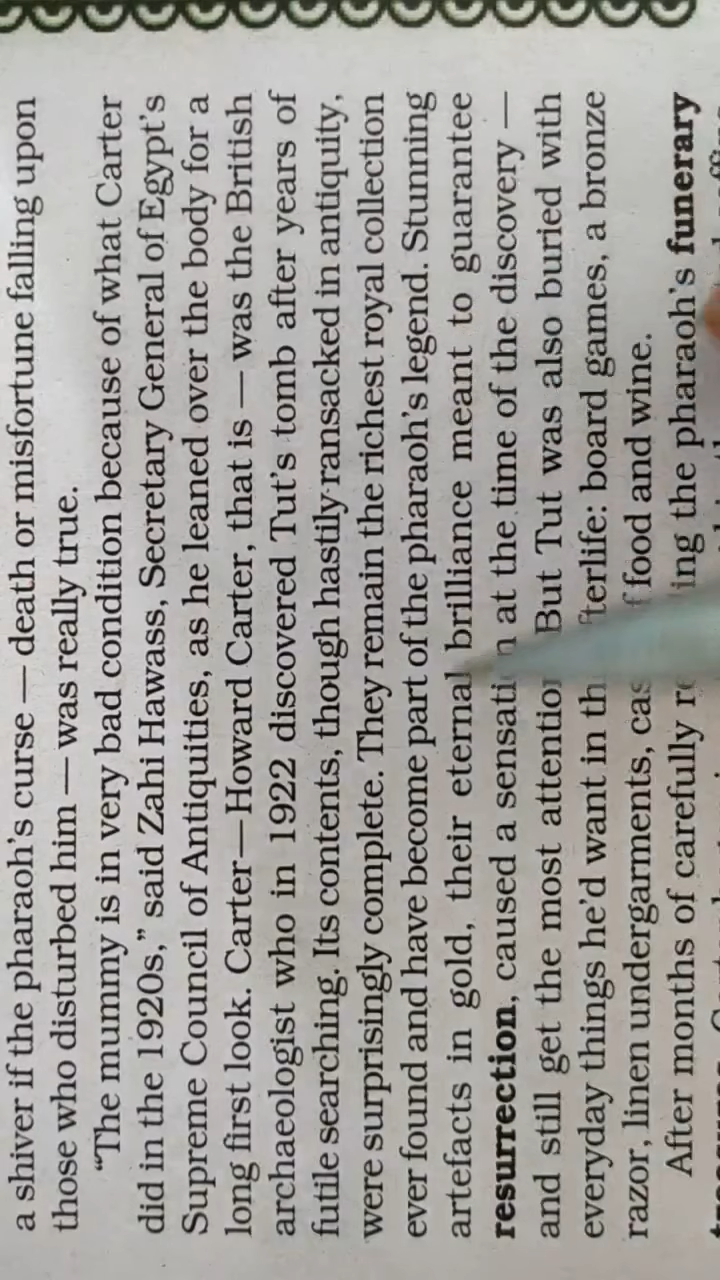 a shiver if the pharaoh's curse — death or misfortune falling upon
those who disturbed him — was really true.
“The mummy is in very bad condition because of what Carter
did in the 1920s,” said Zahi Hawass, Secretary General of Egypt's
Supreme Council of Antiquities, as he leaned over the body for a
long first look. Carter—Howard Carter, that is — was the British
archaeologist who in 1922 discovered Tut's tomb after years of
futile searching. Its contents, though hastily ransacked in antiquity,
were surprisingly complete. They remain the richest royal collection
ever found and have become part of the pharaoh's legend. Stunning
artefacts in gold, their eternal brilliance meant to guarantee
resurrection, caused a sensation at the time of the discovery —
and still get the most attention But Tut was also buried with
everyday things he'd want in th fterlife: board games, a bronze
razor, linen undergarments, cas f food and wine.
After months of carefully re ing the pharaoh's funerary